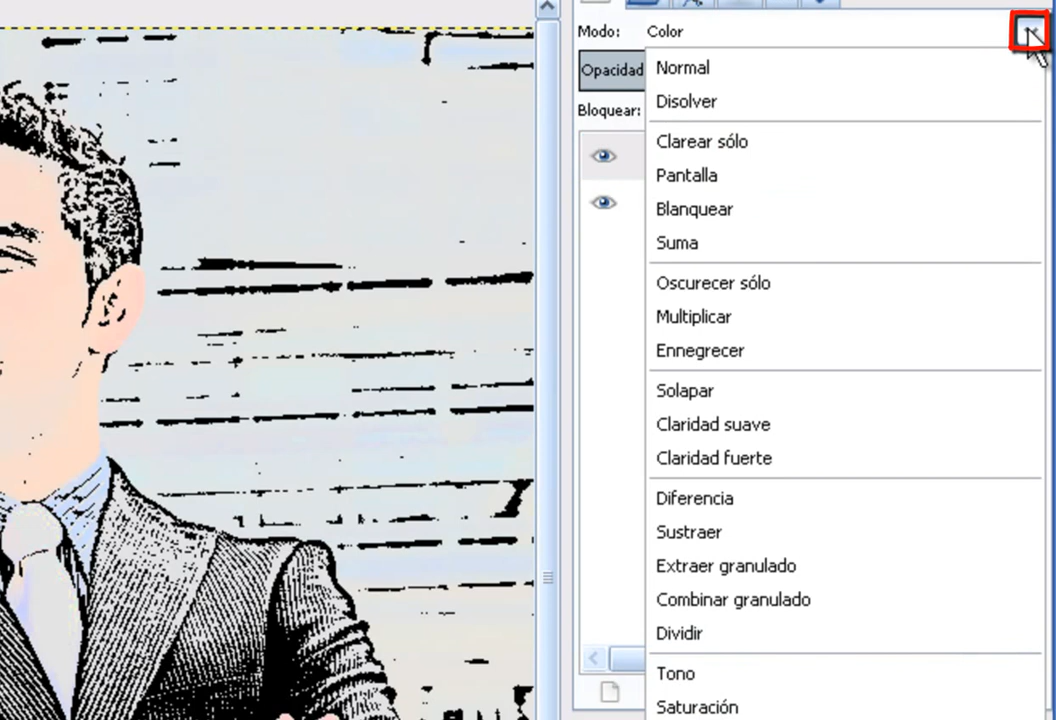 Modo: Color
Opacidad
Bloquear:
Normal
Disolver
Clarear sólo
Pantalla
Blanquear
Suma
Oscurecer sólo
Multiplicar
Ennegrecer
Solapar
Claridad suave
Claridad fuerte
Diferencia
Sustraer
Extraer granulado
Combinar granulado
Dividir
Tono
Saturación